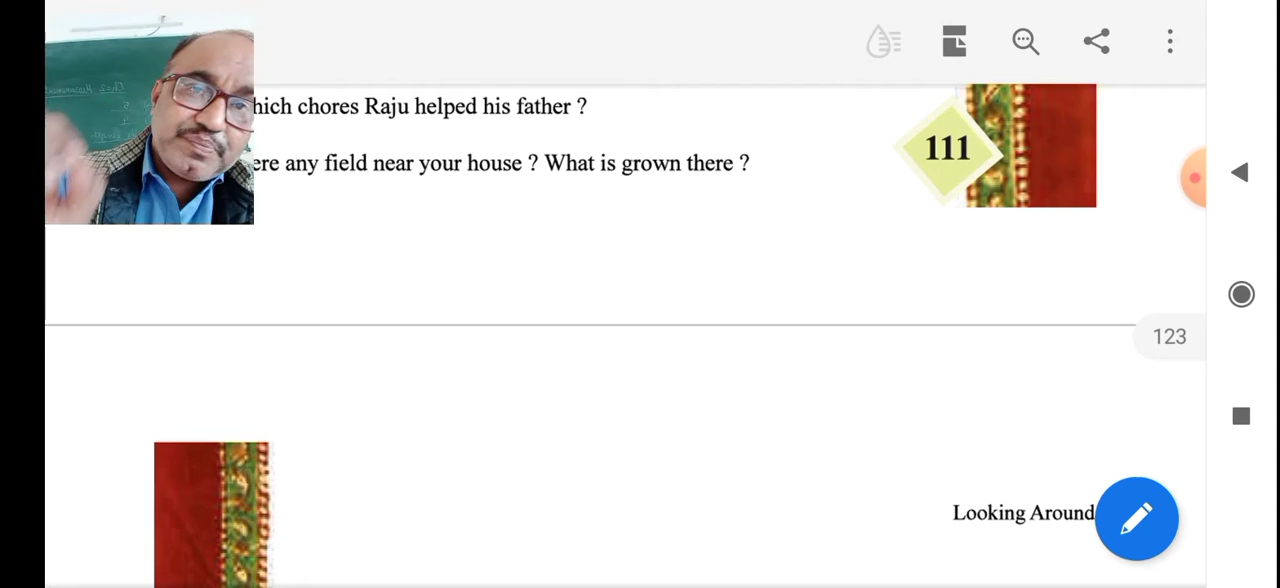 hich chores Raju helped his father ?
111
ere any field near your house ? What is grown there ?
123
Looking Around